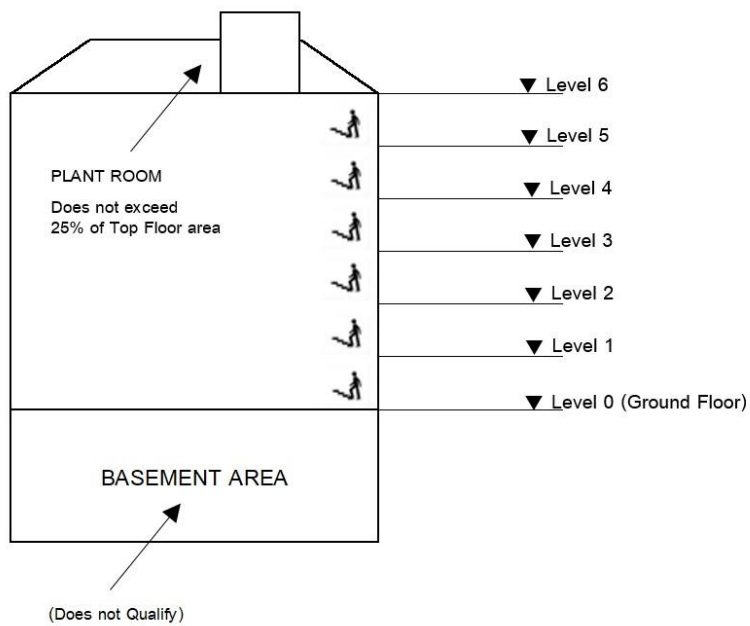 Level 6
Level 5
PLANT ROOM
Does not exceed
25% of Top Floor area
Level 4
Level 3
Level 2
Level 1
Level 0 (Ground Floor)
BASEMENT AREA
(Does not Qualify)